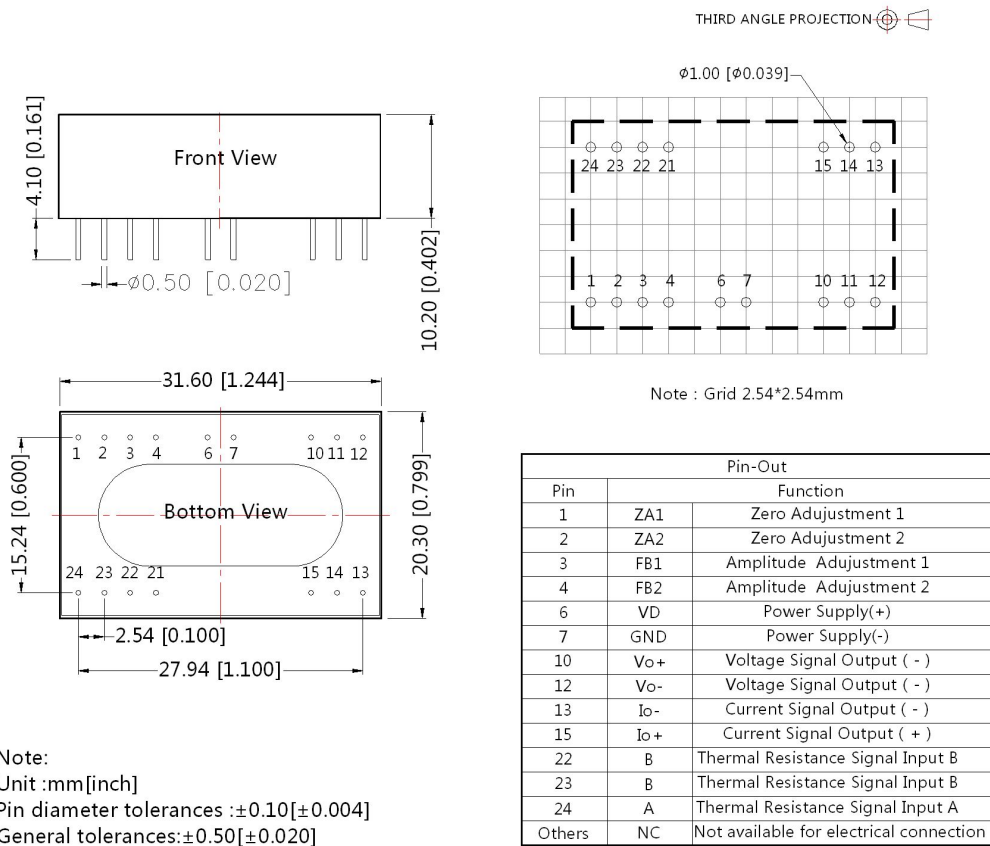 THIRD ANGLE PROJECTION
ϕ1.00 [ϕ0.039]
4.10 [0.161]
Front View
10.20 [0.402]
ϕ0.50 [0.020]
24 23 22 21 15 14 13
1 2 3 4 6 7 10 11 12
Note : Grid 2.54*2.54mm
31.60 [1.244]
1 2 3 4 6 7 10 11 12
15.24 [0.600]
Bottom View
20.30 [0.799]
24 23 22 21 15 14 13
2.54 [0.100]
27.94 [1.100]
Pin-Out
Pin Function
1 ZA1 Zero Adujustment 1
2 ZA2 Zero Adujustment 2
3 FB1 Amplitude Adujustment 1
4 FB2 Amplitude Adujustment 2
6 VD Power Supply(+)
7 GND Power Supply(-)
10 Vo+ Voltage Signal Output ( - )
12 Vo- Voltage Signal Output ( - )
13 Io- Current Signal Output ( - )
15 Io+ Current Signal Output ( + )
22 B Thermal Resistance Signal Input B
23 B Thermal Resistance Signal Input B
24 A Thermal Resistance Signal Input A
Others NC Not available for electrical connection
Note:
Unit :mm[inch]
Pin diameter tolerances :±0.10[±0.004]
General tolerances:±0.50[±0.020]